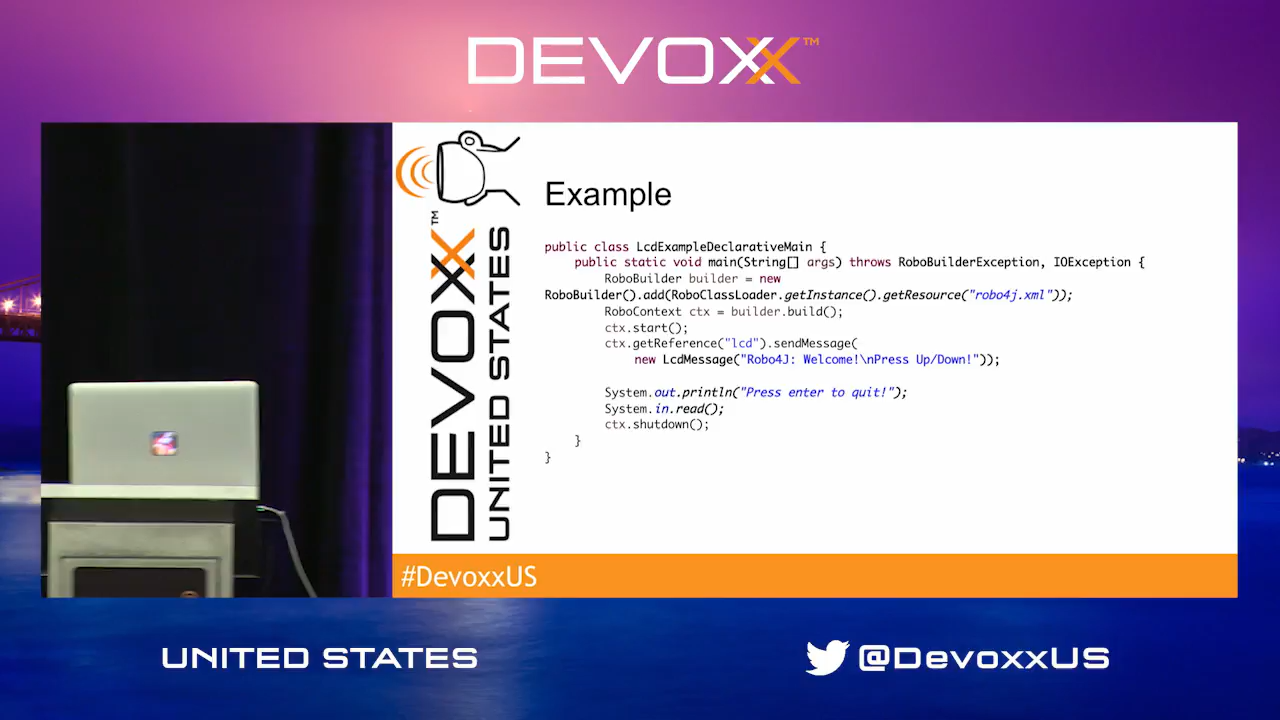 DEVOXX™
DEVOXX™
UNITED STATES
Example
public class LcdExampleDeclarativeMain {
public static void main(String[] args) throws RoboBuilderException, IOException {
RoboBuilder builder = new
RoboBuilder().add(RoboClassLoader.getInstance().getResource("robo4j.xml"));
RoboContext ctx = builder.build();
ctx.start();
ctx.getReference("lcd").sendMessage(
new LcdMessage("Robo4J: Welcome!\nPress Up/Down!"));
System.out.println("Press enter to quit!");
System.in.read();
ctx.shutdown();
}
}
#DevoxxUS
UNITED STATES
@DevoxxUS